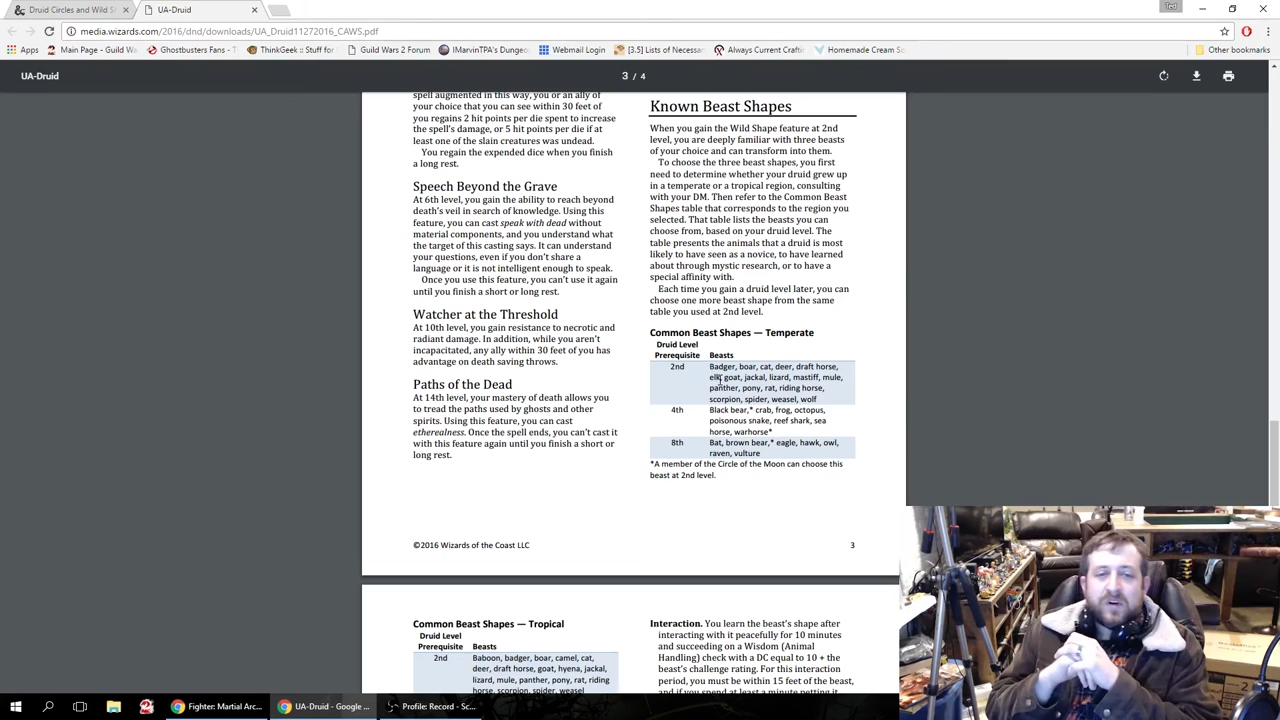 Druid Circles and Wild S
UA-Druid
Ted
media.wizards.com/2016/dnd/downloads/UA_Druid11272016_CAWS.pdf
Apps
Main Page - Guild W
Ghostbusters Fans - T
ThinkGeek :: Stuff for
Guild Wars 2 Forum
IMarvinTPA's Dungeo
Webmail Login
[3.5] Lists of Necessar
Always Current Crafti
Homemade Cream So
Other bookmarks
UA-Druid
3 / 4
spell augmented in this way, you or an ally of
your choice that you can see within 30 feet of
you regains 2 hit points per die spent to increase
the spell's damage, or 5 hit points per die if at
least one of the slain creatures was undead.
You regain the expended dice when you finish
a long rest.
Speech Beyond the Grave
At 6th level, you gain the ability to reach beyond
death's veil in search of knowledge. Using this
feature, you can cast speak with dead without
material components, and you understand what
the target of this casting says. It can understand
your questions, even if you don't share a
language or it is not intelligent enough to speak.
Once you use this feature, you can't use it again
until you finish a short or long rest.
Watcher at the Threshold
At 10th level, you gain resistance to necrotic and
radiant damage. In addition, while you aren't
incapacitated, any ally within 30 feet of you has
advantage on death saving throws.
Paths of the Dead
At 14th level, your mastery of death allows you
to tread the paths used by ghosts and other
spirits. Using this feature, you can cast
etherealness. Once the spell ends, you can't cast it
with this feature again until you finish a short or
long rest.
Known Beast Shapes
When you gain the Wild Shape feature at 2nd
level, you are deeply familiar with three beasts
of your choice and can transform into them.
To choose the three beast shapes, you first
need to determine whether your druid grew up
in a temperate or a tropical region, consulting
with your DM. Then refer to the Common Beast
Shapes table that corresponds to the region you
selected. That table lists the beasts you can
choose from, based on your druid level. The
table presents the animals that a druid is most
likely to have seen as a novice, to have learned
about through mystic research, or to have a
special affinity with.
Each time you gain a druid level later, you can
choose one more beast shape from the same
table you used at 2nd level.
Common Beast Shapes — Temperate
Druid Level
Prerequisite Beasts
2nd Badger, boar, cat, deer, draft horse,
elk, goat, jackal, lizard, mastiff, mule,
panther, pony, rat, riding horse,
scorpion, spider, weasel, wolf
4th Black bear,* crab, frog, octopus,
poisonous snake, reef shark, sea
horse, warhorse*
8th Bat, brown bear,* eagle, hawk, owl,
raven, vulture
*A member of the Circle of the Moon can choose this
beast at 2nd level.
©2016 Wizards of the Coast LLC
3
Common Beast Shapes — Tropical
Druid Level
Prerequisite Beasts
2nd Baboon, badger, boar, camel, cat,
deer, draft horse, goat, hyena, jackal,
lizard, mule, panther, pony, rat, riding
horse, scorpion, spider, weasel
Interaction. You learn the beast's shape after
interacting with it peacefully for 10 minutes
and succeeding on a Wisdom (Animal
Handling) check with a DC equal to 10 + the
beast's challenge rating. For this interaction
period, you must be within 15 feet of the beast,
and if you spend at least a minute petting it
Fighter: Martial Arc...
UA-Druid - Google ...
Profile: Record - Sc...